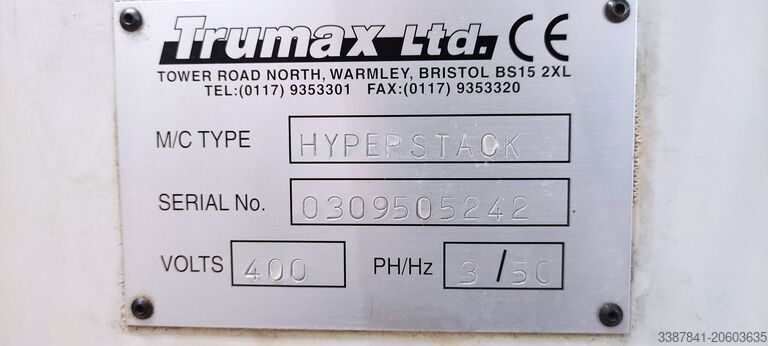 Trumax Ltd. CE
TOWER ROAD NORTH, WARMLEY, BRISTOL BS15 2XL
TEL:(0117) 9353301 FAX:(0117) 9353320
M/C TYPE HYPERSTACK
SERIAL No. 0309505242
VOLTS 400 PH/Hz 3/50
3387841-20603635